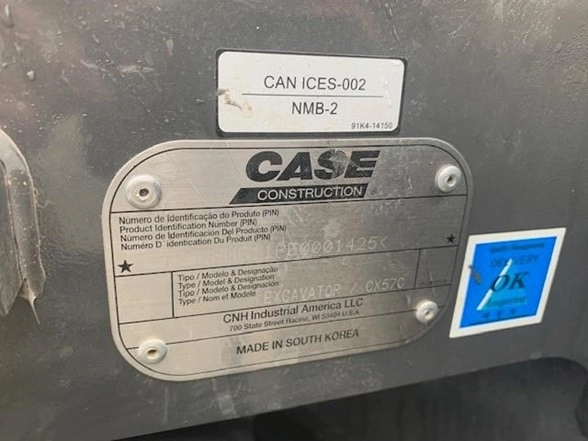 CAN ICES-002
NMB-2
91K4-14150
CASE
CONSTRUCTION
Número de Identificação do Produto (PIN)
Product Identification Number (PIN)
Número de Identificación Del Producto (PIN)
Numéro D'identification Du Produit (PIN)
PE0001425
Tipo / Modelo & Designação
Type / Model & Designation
Tipo / Modelo & Designación
Type / Nom et Modèle
EXCAVATOR / CX57C
CNH Industrial America LLC
700 State Street Racine, WI 53404 U.S.A.
MADE IN SOUTH KOREA
DELIVERY
OK